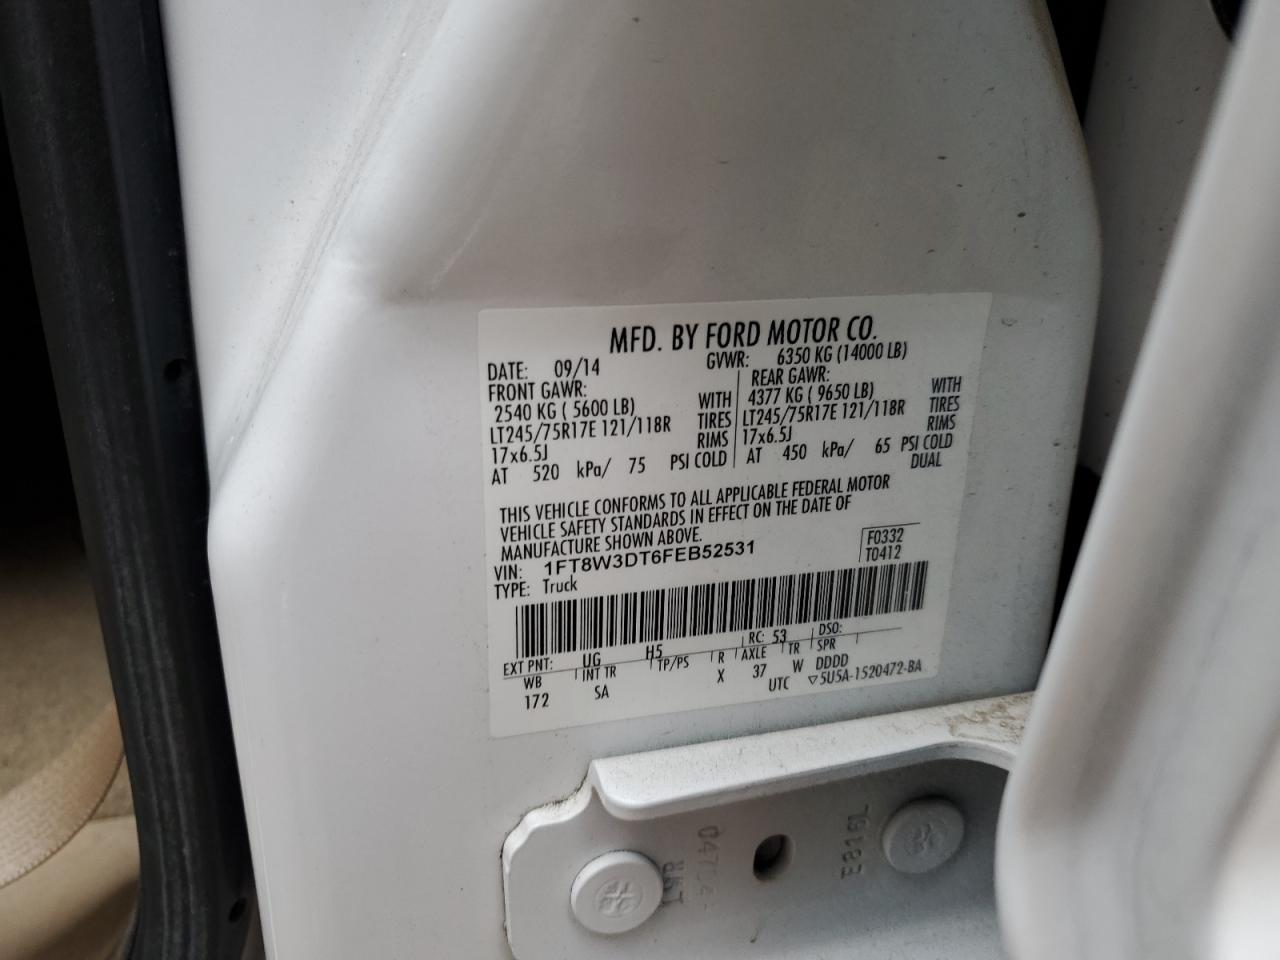 MFD. BY FORD MOTOR CO.
DATE: 09/14 GVWR: 6350 KG (14000 LB)
FRONT GAWR: REAR GAWR:
2540 KG ( 5600 LB) WITH 4377 KG ( 9650 LB) WITH
LT245/75R17E 121/118R TIRES LT245/75R17E 121/118R TIRES
17x6.5J RIMS 17x6.5J RIMS
AT 520 kPa/ 75 PSI COLD AT 450 kPa/ 65 PSI COLD
DUAL
THIS VEHICLE CONFORMS TO ALL APPLICABLE FEDERAL MOTOR
VEHICLE SAFETY STANDARDS IN EFFECT ON THE DATE OF
MANUFACTURE SHOWN ABOVE.
VIN: 1FT8W3DT6FEB52531 F0332
TYPE: Truck T0412
EXT PNT: UG H5 RC: 53 DSO:
WB INT TR TP/PS R AXLE TR SPR
172 SA X 37 W DDDD
UTC ▽5U5A-1520472-BA
E816L